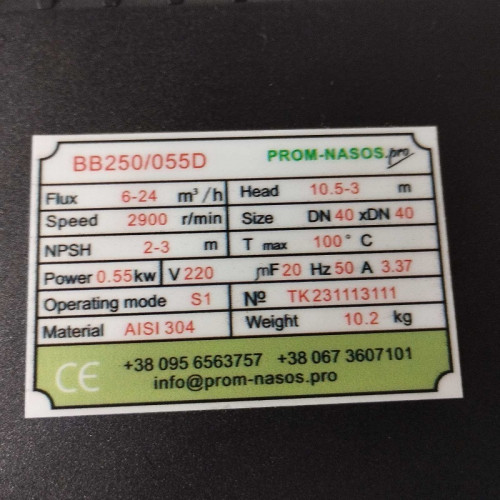 BB250/055D PROM-NASOS.pro
Flux 6-24 m³/h Head 10.5-3 m
Speed 2900 r/min Size DN 40 xDN 40
NPSH 2-3 m T max 100° C
Power 0.55kw V 220 mF 20 Hz 50 A 3.37
Operating mode S1 № TK231113111
Material AISI 304 Weight 10.2 kg
CE +38 095 6563757 +38 067 3607101
info@prom-nasos.pro